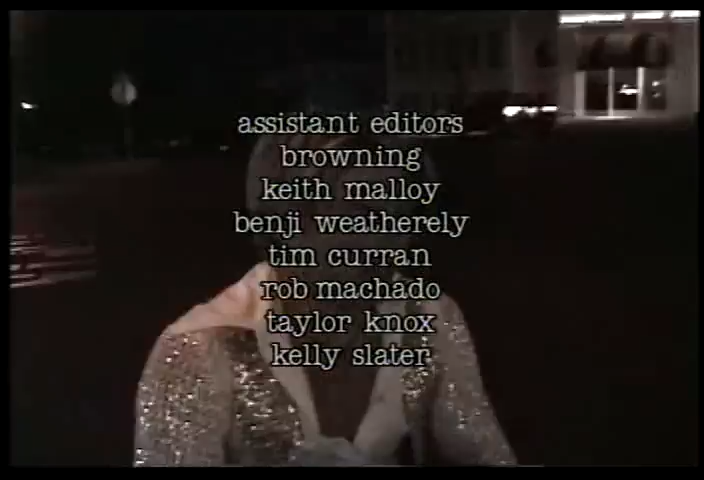 assistant editors
browning
keith malloy
benji weatherely
tim curran
rob machado
taylor knox
kelly slater